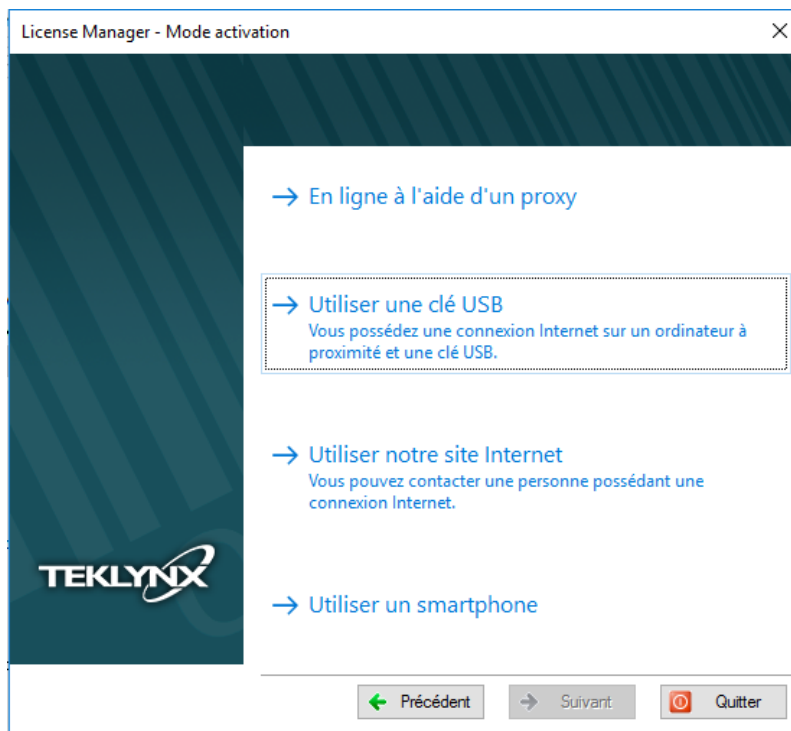 License Manager - Mode activation
En ligne à l'aide d'un proxy
Utiliser une clé USB
Vous possédez une connexion Internet sur un ordinateur à
proximité et une clé USB.
Utiliser notre site Internet
Vous pouvez contacter une personne possédant une
connexion Internet.
TEKLYNX
Utiliser un smartphone
Précédent
Suivant
Quitter